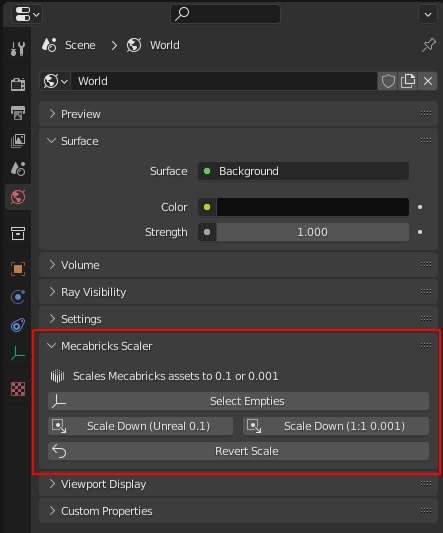 Scene > World
World
Preview
Surface
Surface Background
Color
Strength 1.000
Volume
Ray Visibility
Settings
Mecabricks Scaler
Scales Mecabricks assets to 0.1 or 0.001
Select Empties
Scale Down (Unreal 0.1) Scale Down (1:1 0.001)
Revert Scale
Viewport Display
Custom Properties